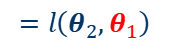 = l(θ₂, θ₁)